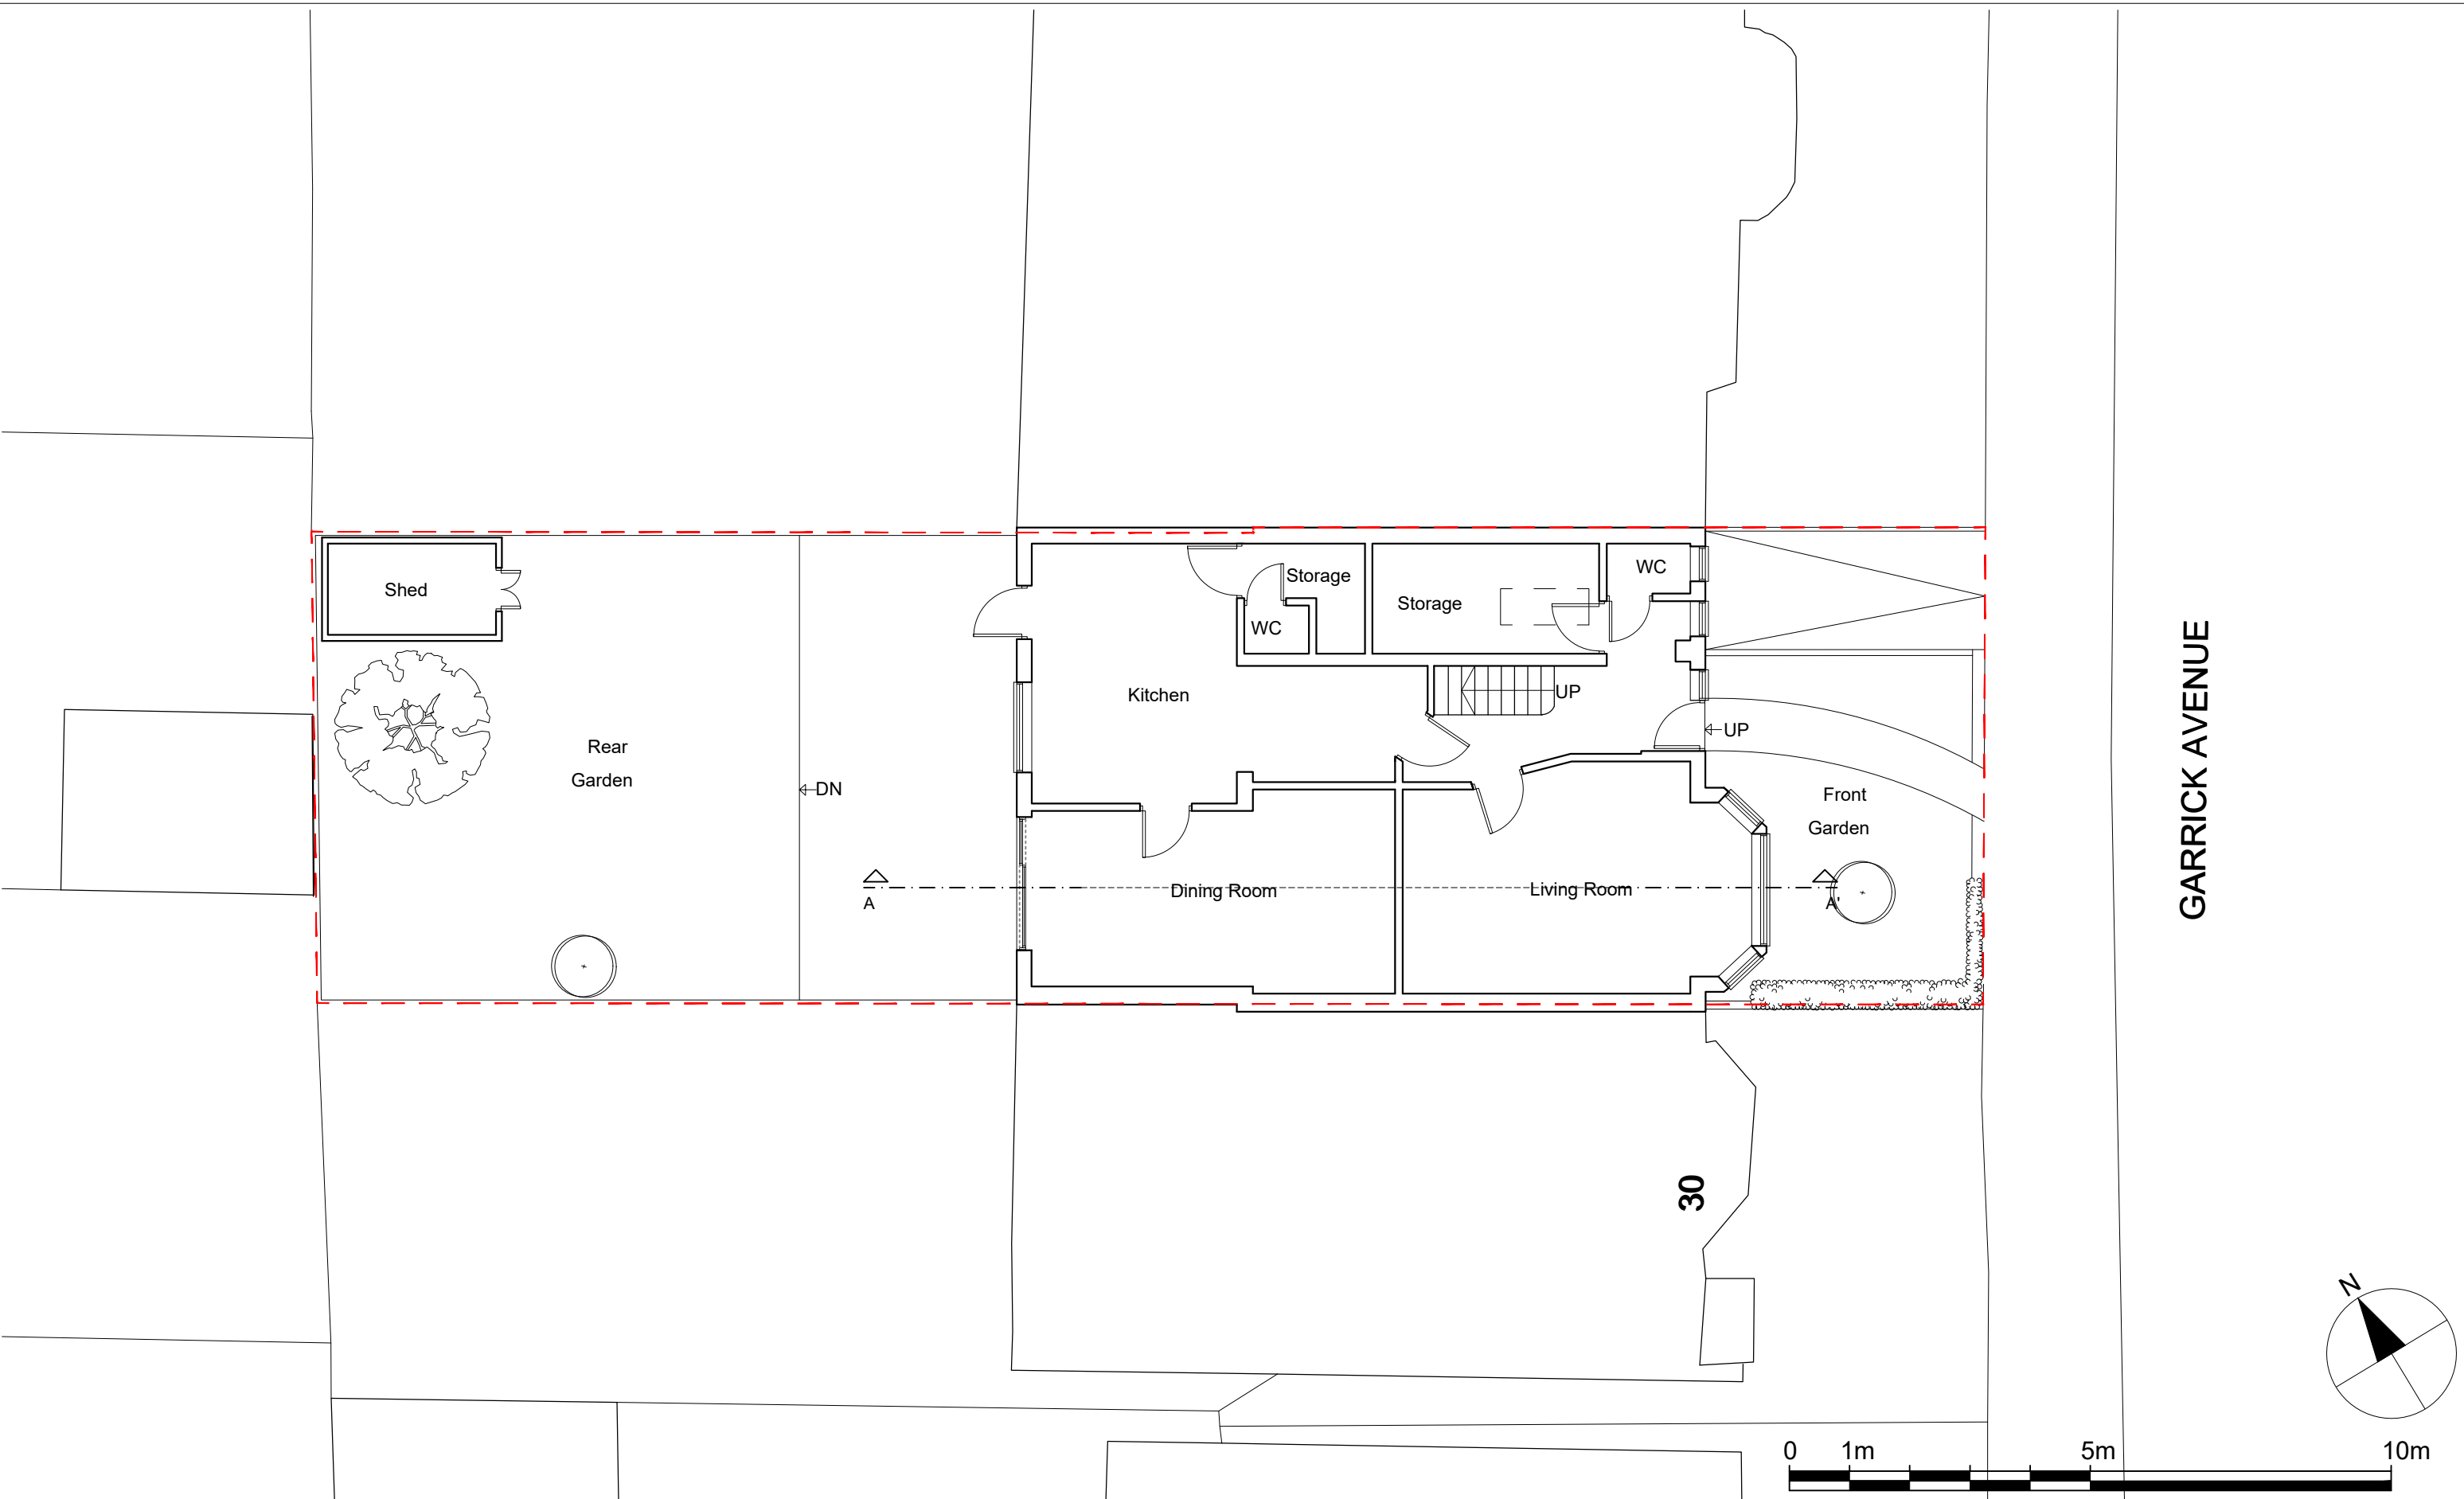 Shed
Storage
WC
Storage
WC
Kitchen
UP
UP
Rear
Garden
DN
Front
Garden
A
Dining Room
Living Room
A'
GARRICK AVENUE
30
N
0 1m 5m 10m